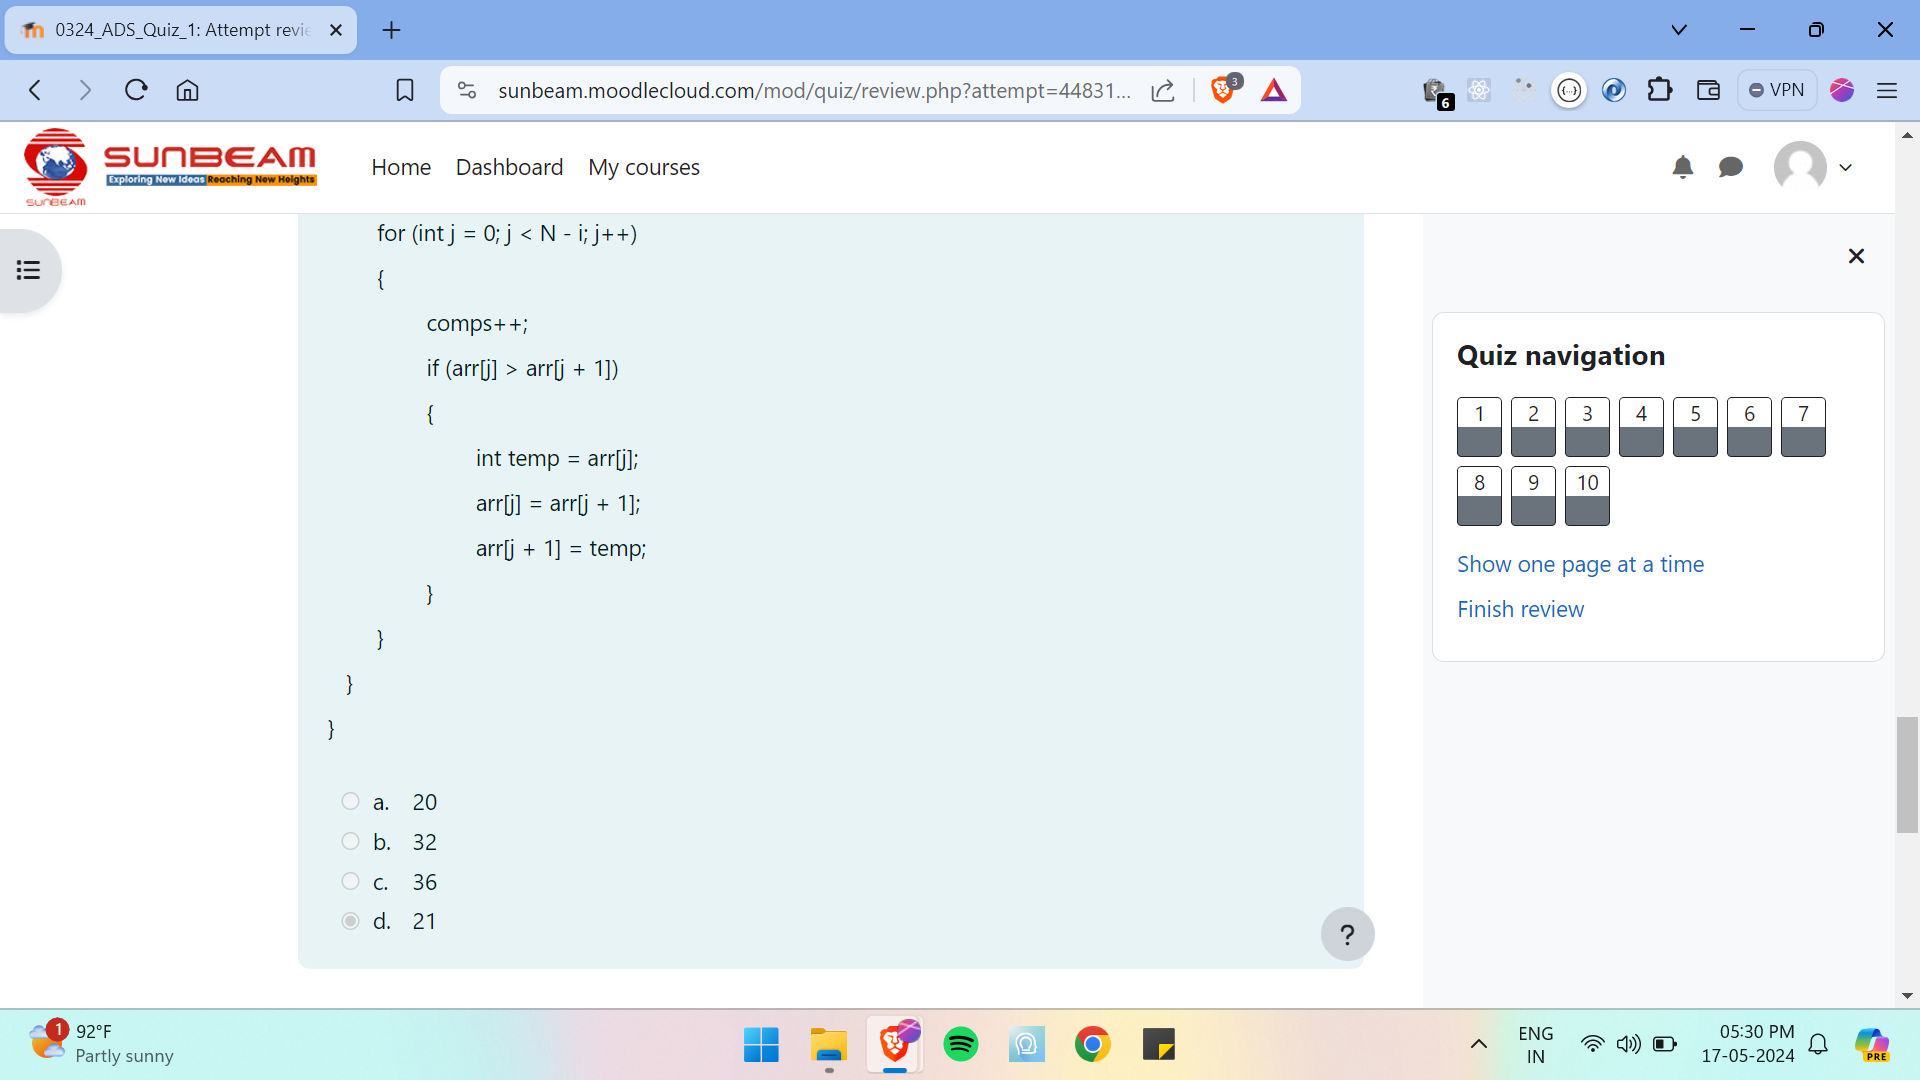 0324_ADS_Quiz_1: Attempt revie
sunbeam.moodlecloud.com/mod/quiz/review.php?attempt=44831...
3
6
VPN
SUNBEAM
Exploring New Ideas Reaching New Heights
SUNBEAM
Home Dashboard My courses
for (int j = 0; j < N - i; j++)
{
comps++;
if (arr[j] > arr[j + 1])
{
int temp = arr[j];
arr[j] = arr[j + 1];
arr[j + 1] = temp;
}
}
}
}
a. 20
b. 32
c. 36
d. 21
?
Quiz navigation
1 2 3 4 5 6 7
8 9 10
Show one page at a time
Finish review
1
92°F
Partly sunny
ENG
IN
05:30 PM
17-05-2024
PRE